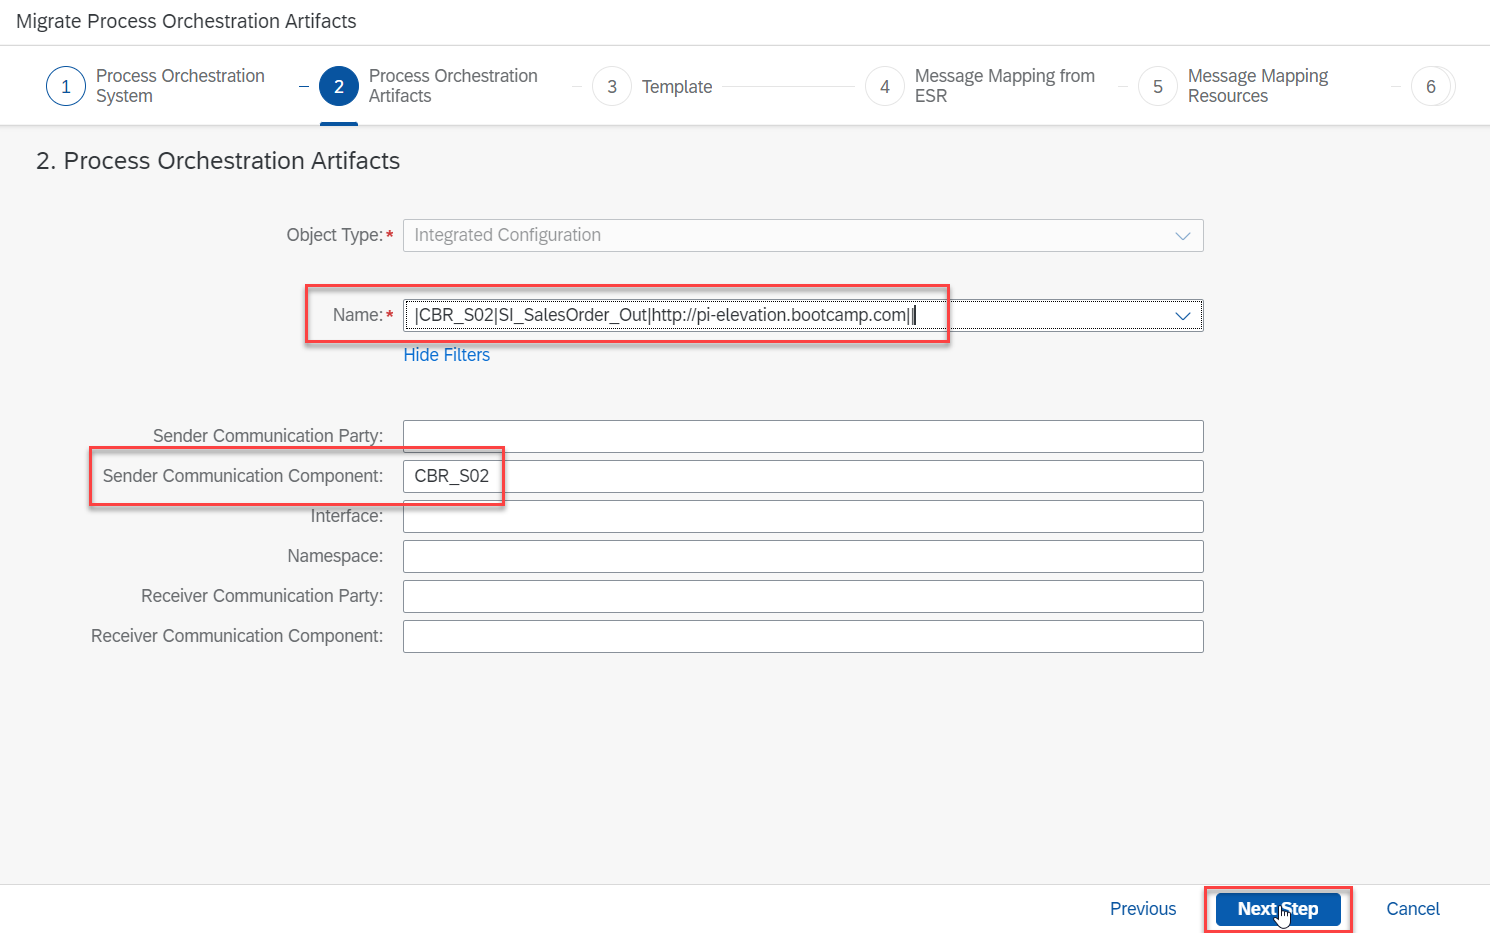 Migrate Process Orchestration Artifacts
1 Process Orchestration System
2 Process Orchestration Artifacts
3 Template
4 Message Mapping from ESR
5 Message Mapping Resources
6
2. Process Orchestration Artifacts
Object Type:* Integrated Configuration
Name:* |CBR_S02|SI_SalesOrder_Out|http://pi-elevation.bootcamp.com||
Hide Filters
Sender Communication Party:
Sender Communication Component: CBR_S02
Interface:
Namespace:
Receiver Communication Party:
Receiver Communication Component:
Previous Next Step Cancel